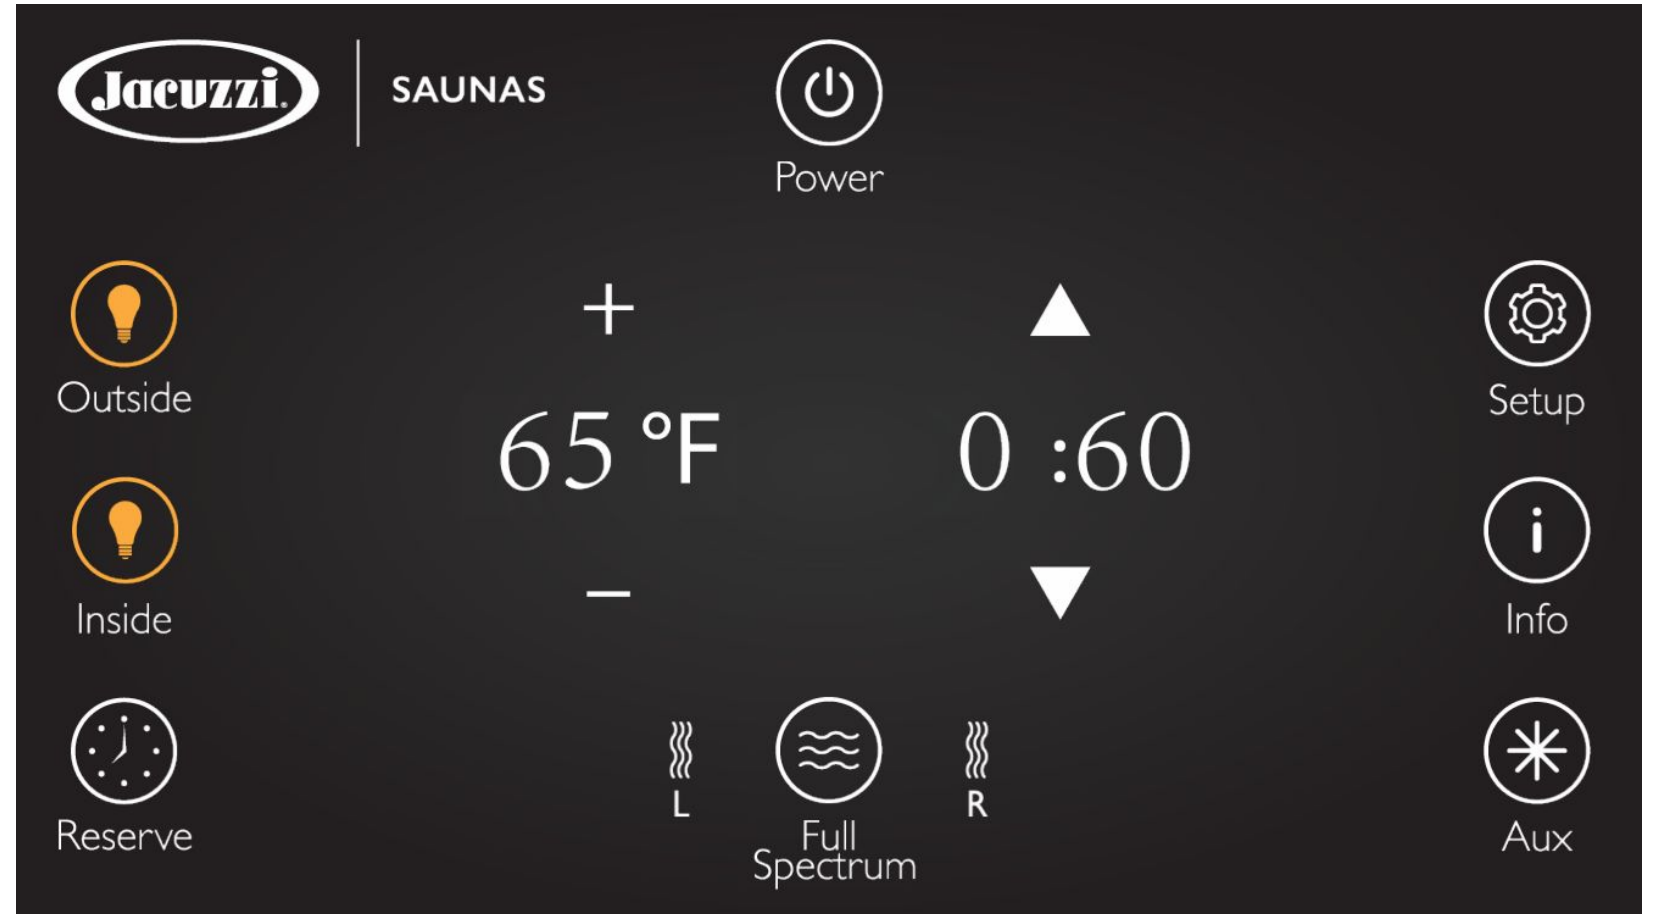 Jacuzzi®
SAUNAS
Power
Outside
Setup
65 °F
0 :60
Inside
Info
L
R
Reserve
Full
Spectrum
Aux